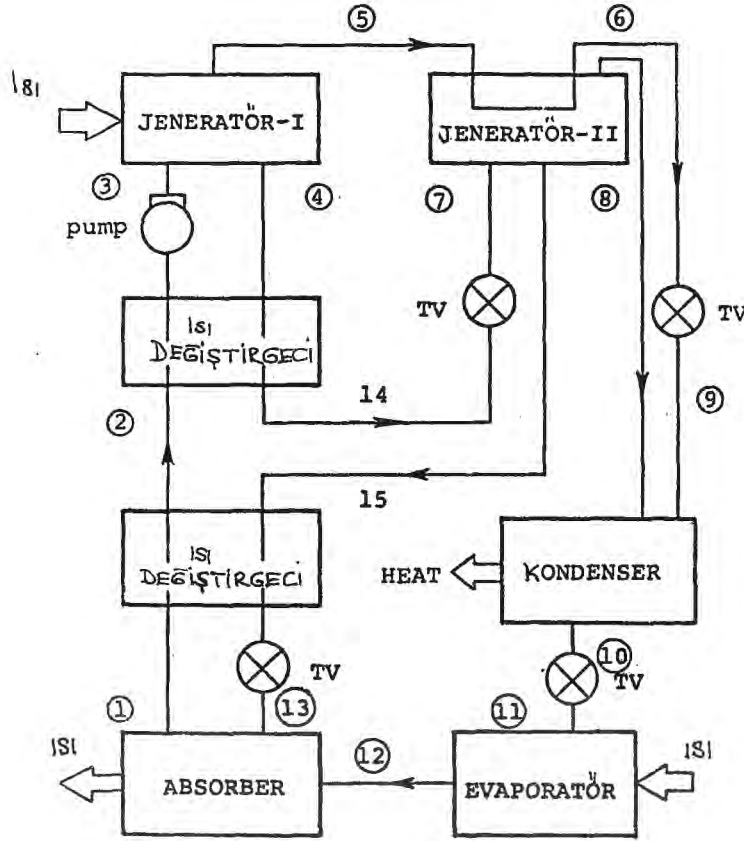 ⑤
⑥
ISI
JENERATÖR-I
JENERATÖR-II
③
④
⑦
⑧
pump
TV
TV
ISI
DEĞİŞTİRGECİ
14
⑨
②
15
ISI
DEĞİŞTİRGECİ
HEAT
KONDENSER
TV
⑩
TV
①
⑬
⑪
ISI
ABSORBER
⑫
EVAPORATÖR
ISI